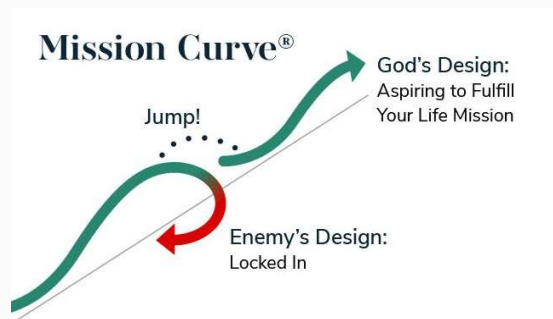 Mission Curve®
God's Design:
Aspiring to Fulfill
Your Life Mission
Jump!
Enemy's Design:
Locked In